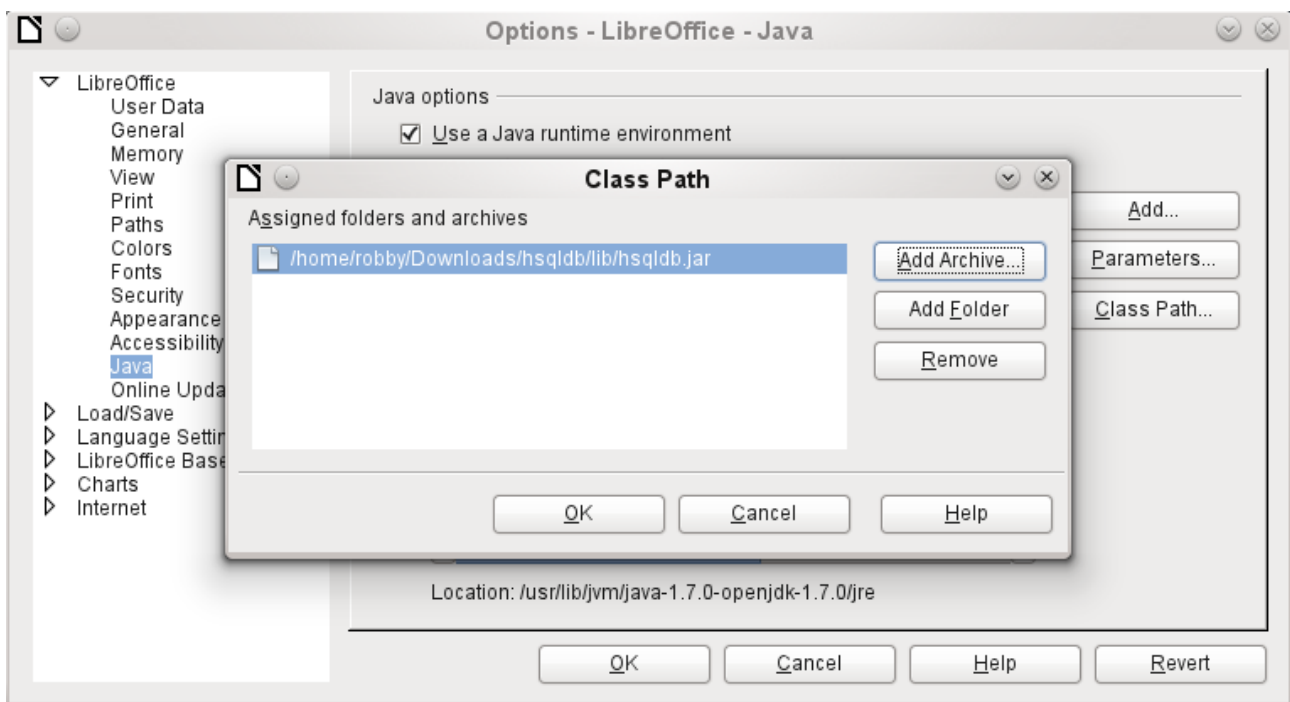 Options - LibreOffice - Java
LibreOffice
User Data
General
Memory
View
Print
Paths
Colors
Fonts
Security
Appearance
Accessibility
Java
Online Upda
Load/Save
Language Settin
LibreOffice Base
Charts
Internet
Java options
Use a Java runtime environment
Add...
Parameters...
Class Path...
Class Path
Assigned folders and archives
/home/robby/Downloads/hsqldb/lib/hsqldb.jar
Add Archive...
Add Folder
Remove
OK
Cancel
Help
Location: /usr/lib/jvm/java-1.7.0-openjdk-1.7.0/jre
OK
Cancel
Help
Revert